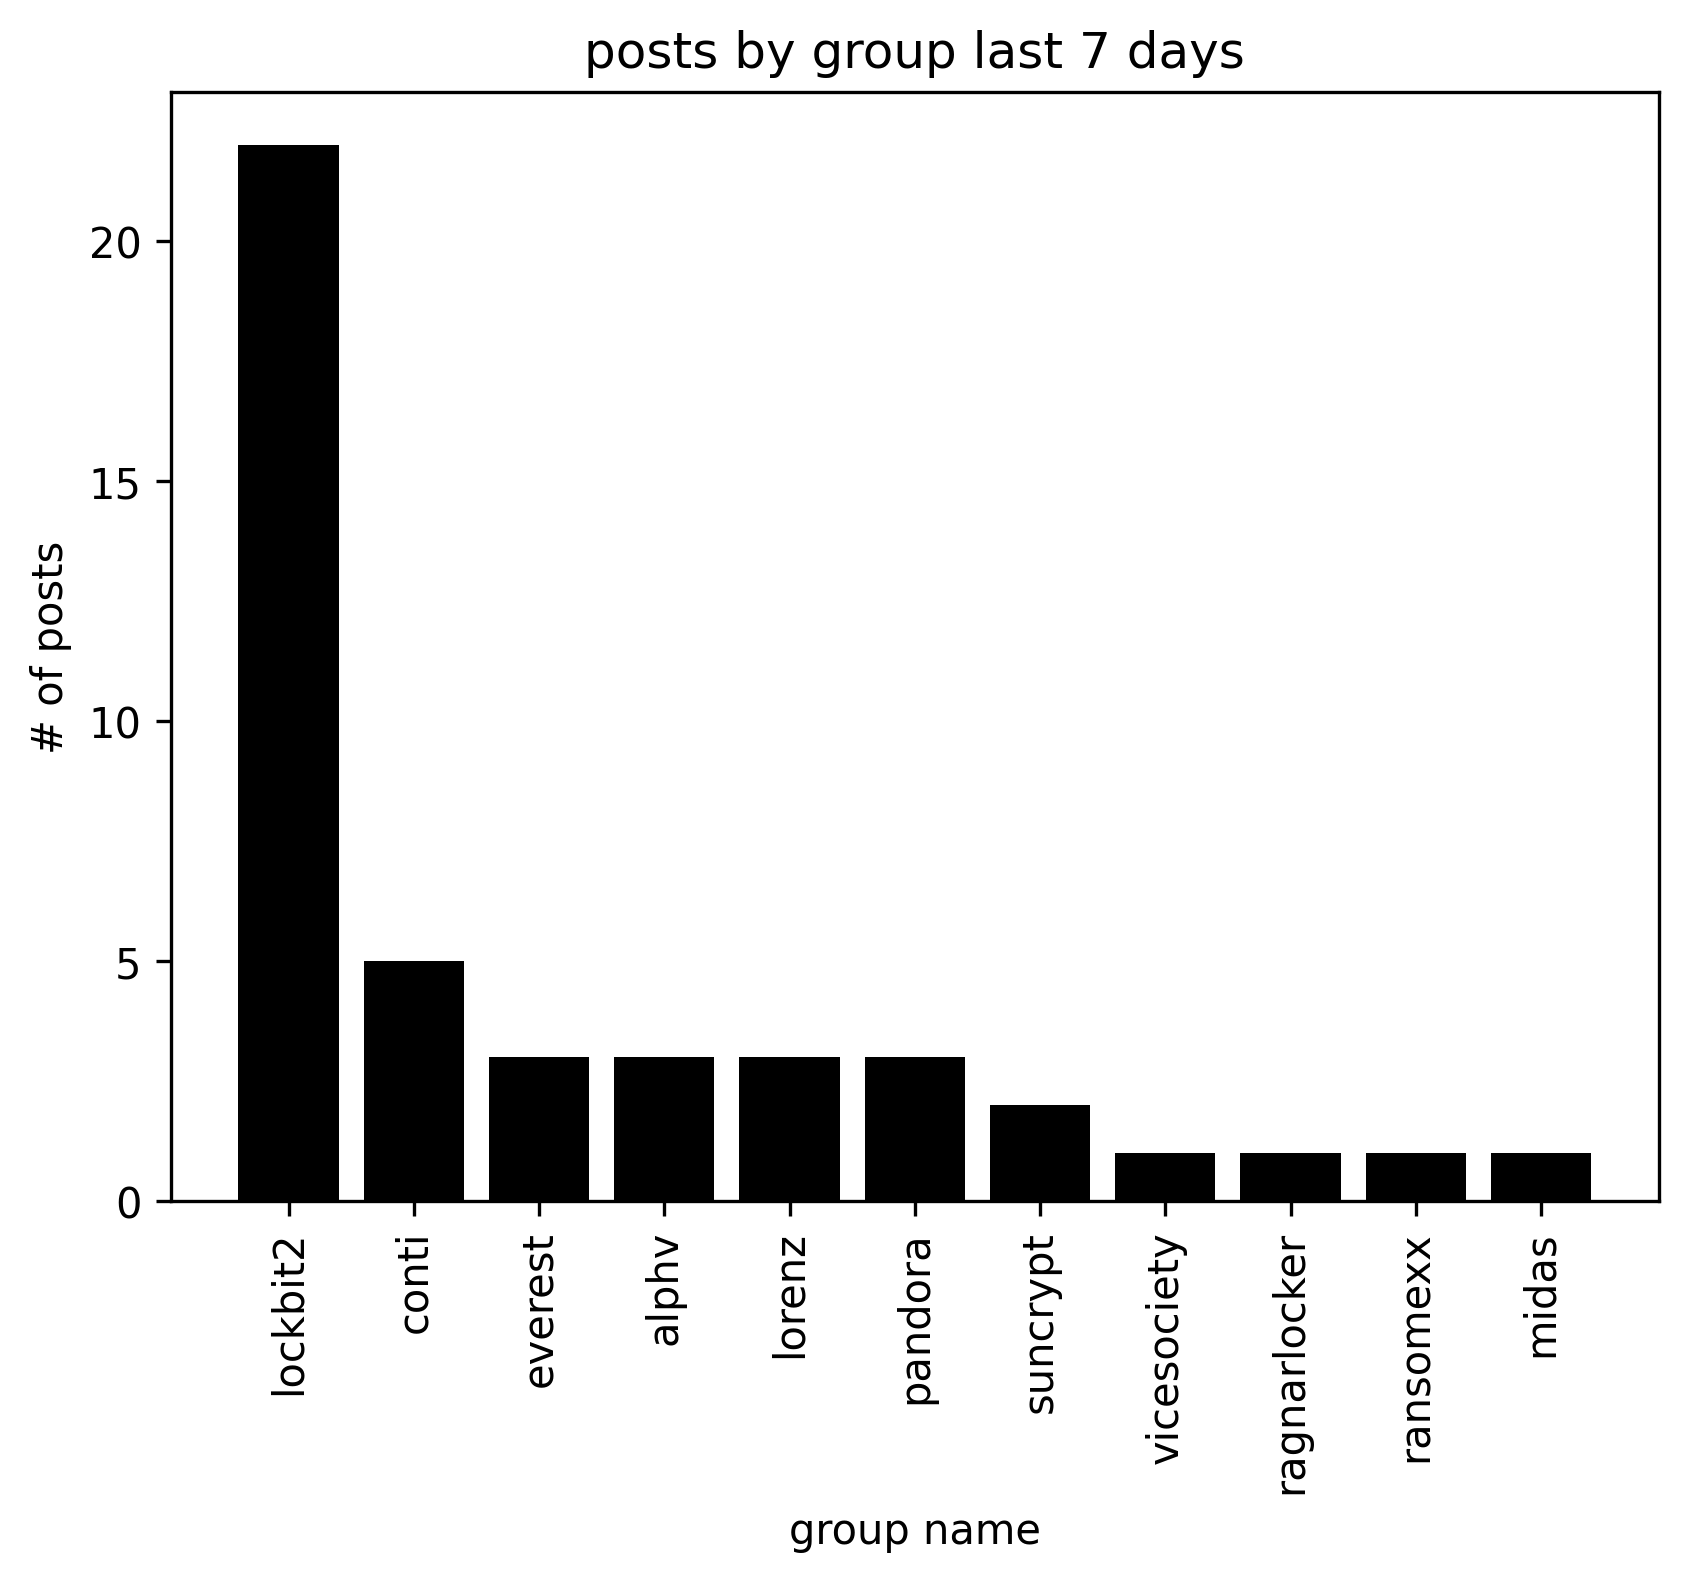 posts by group last 7 days
# of posts
20
15
10
5
0
lockbit2
conti
everest
alphv
lorenz
pandora
suncrypt
vicesociety
ragnarlocker
ransomexx
midas
group name